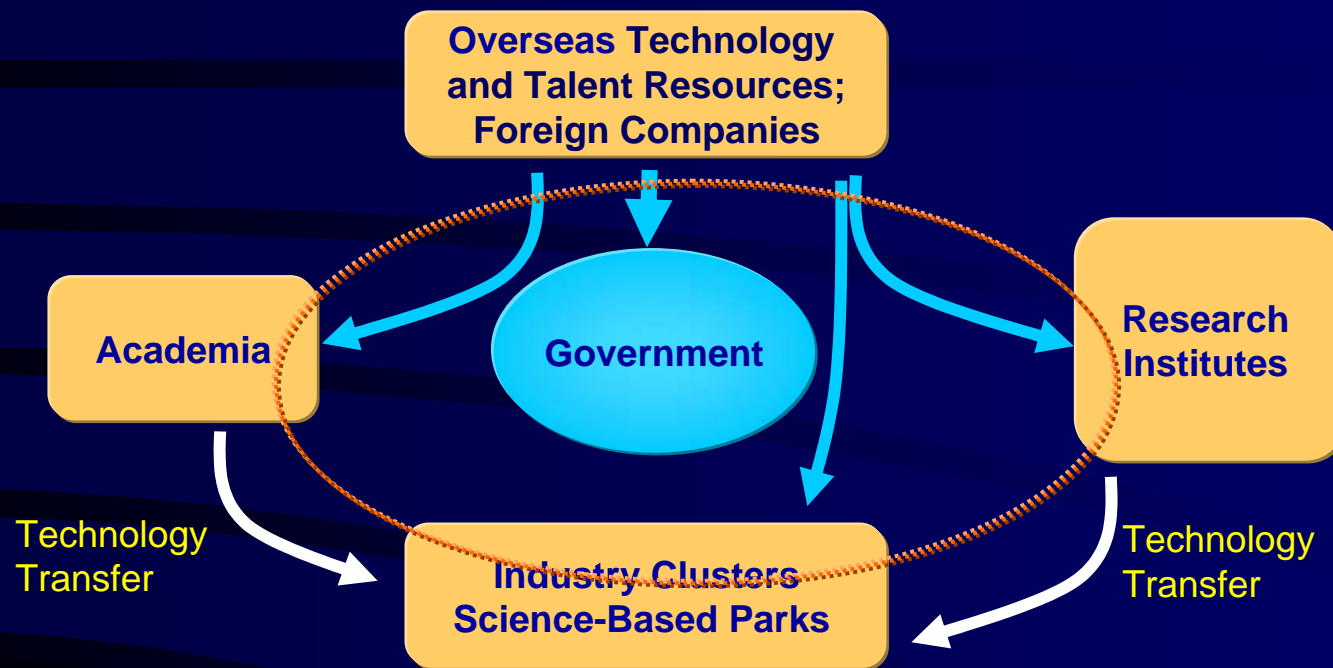 Overseas Technology
and Talent Resources;
Foreign Companies
Academia
Government
Research
Institutes
Technology
Transfer
Industry Clusters
Science-Based Parks
Technology
Transfer